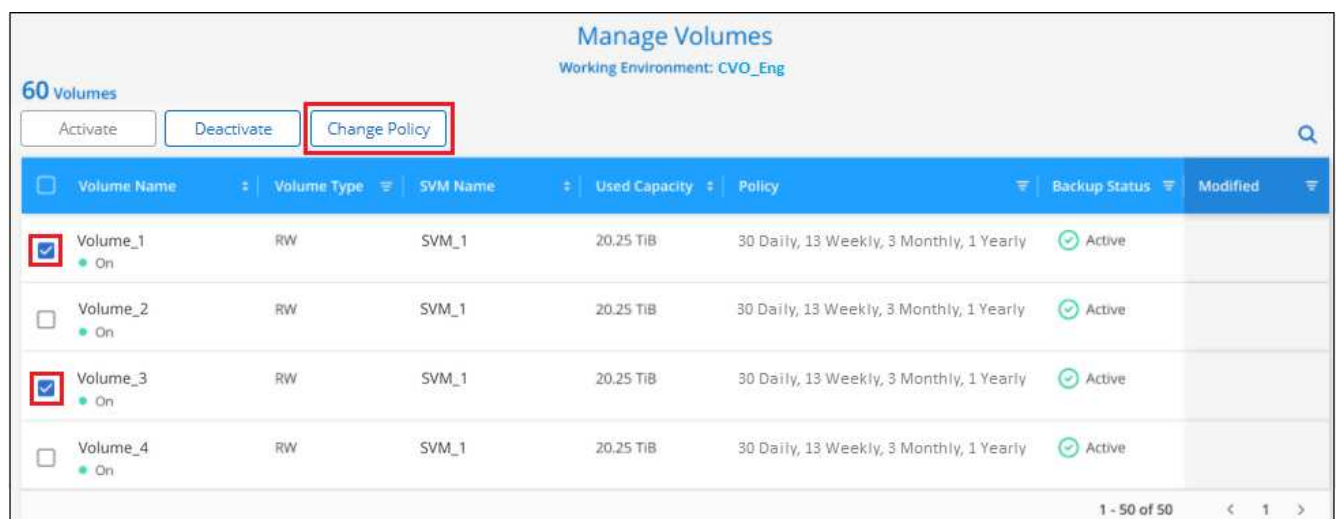 Manage Volumes
Working Environment: CVO_Eng
60 Volumes
Activate Deactivate Change Policy
Volume Name Volume Type SVM Name Used Capacity Policy Backup Status Modified
Volume_1 RW SVM_1 20.25 TiB 30 Daily, 13 Weekly, 3 Monthly, 1 Yearly Active
On
Volume_2 RW SVM_1 20.25 TiB 30 Daily, 13 Weekly, 3 Monthly, 1 Yearly Active
On
Volume_3 RW SVM_1 20.25 TiB 30 Daily, 13 Weekly, 3 Monthly, 1 Yearly Active
On
Volume_4 RW SVM_1 20.25 TiB 30 Daily, 13 Weekly, 3 Monthly, 1 Yearly Active
On
1 - 50 of 50 < 1 >